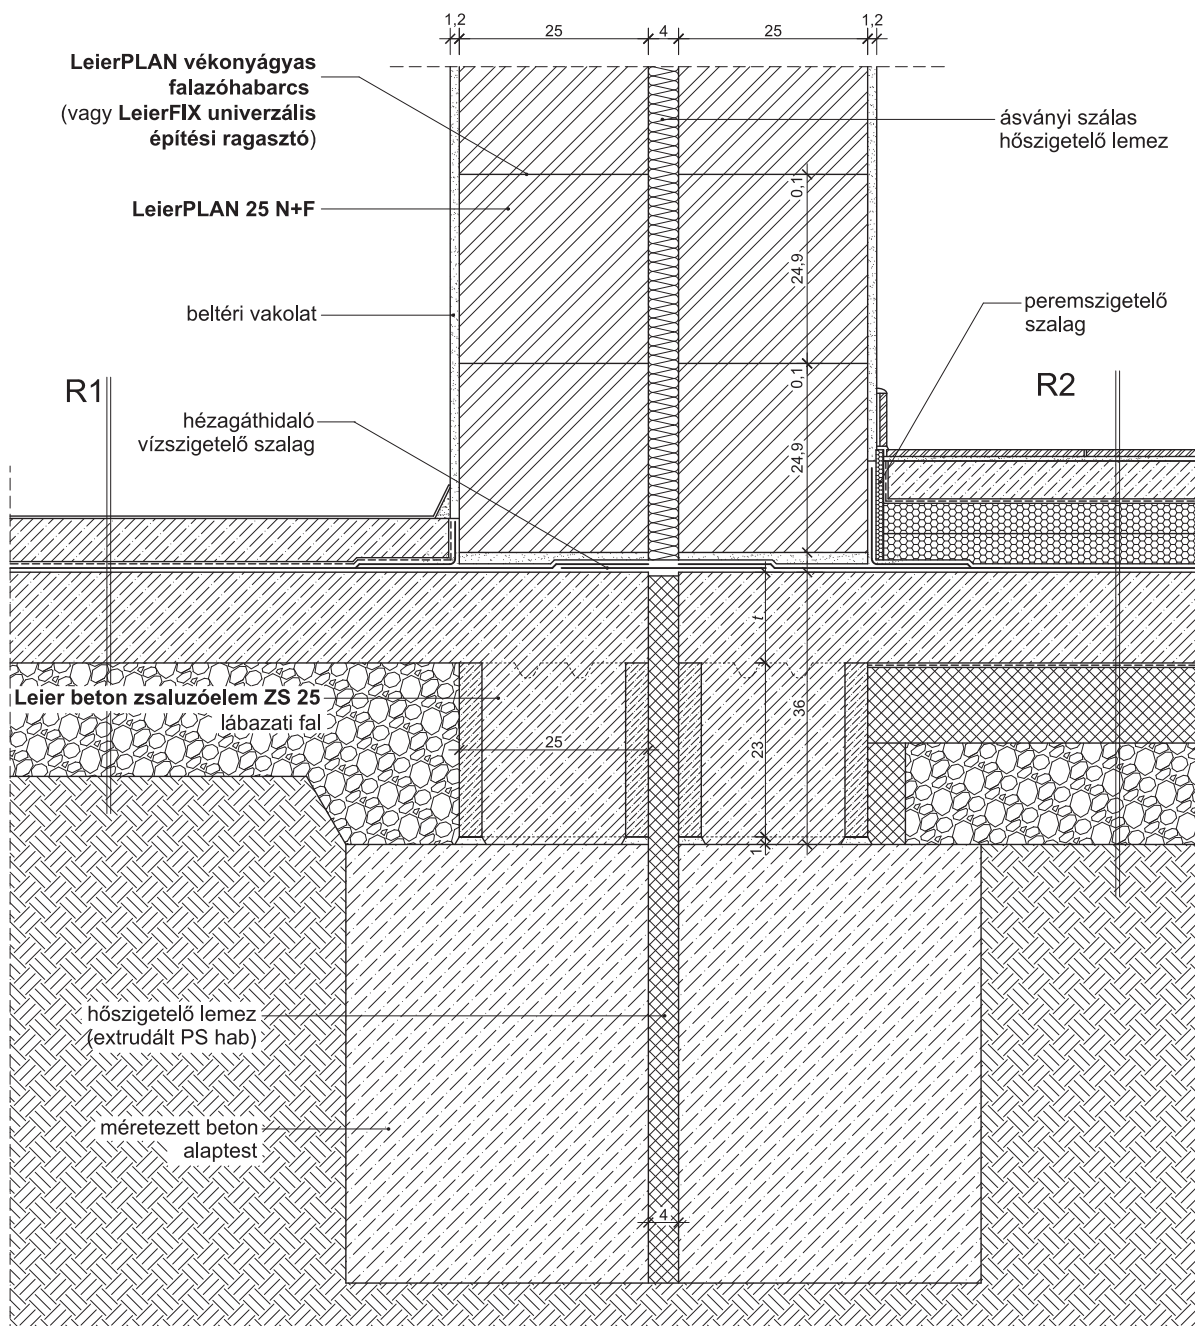 1,2
25
4
25
1,2
LeierPLAN vékonyágyas
falazóhabarcs
(vagy LeierFIX univerzális
építési ragasztó)
ásványi szálas
hőszigetelő lemez
0,1
LeierPLAN 25 N+F
24,9
beltéri vakolat
peremszigetelő
szalag
R1
0,1
R2
hézagáthidaló
vízszigetelő szalag
24,9
t
Leier beton zsaluzóelem ZS 25
lábazati fal
36
25
23
1
hőszigetelő lemez
(extrudált PS hab)
méretezett beton
alaptest
4